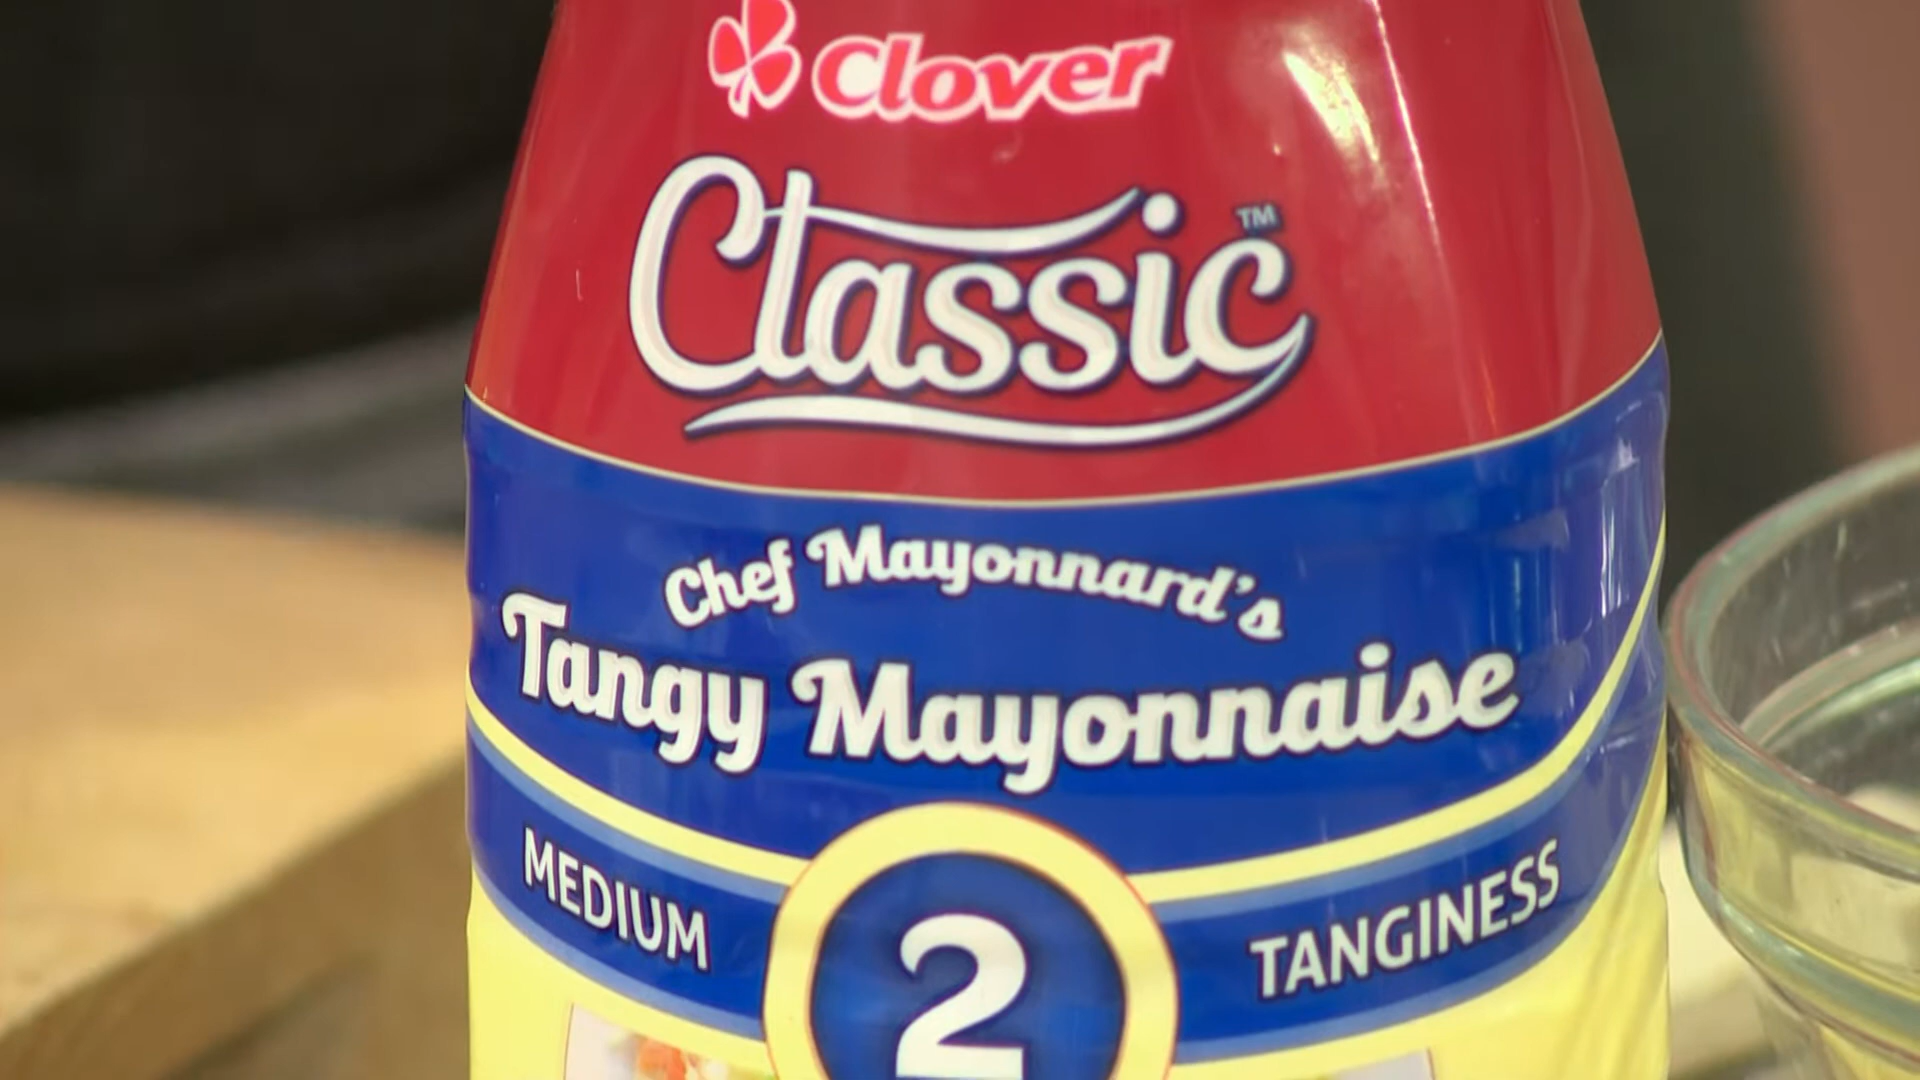 Clover
Classic™
Chef Mayonnard's
Tangy Mayonnaise
MEDIUM 2 TANGINESS